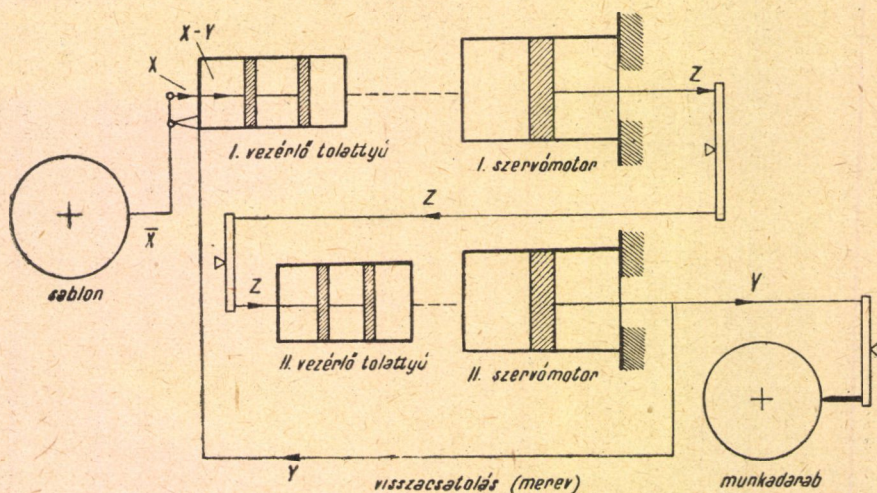 X-Y
X
Z
I. vezérlő tolattyú
I. szervómotor
Z
X̅
sablon
Z
Y
II. vezérlő tolattyú
II. szervómotor
Y
visszacsatolás (merev)
munkadarab